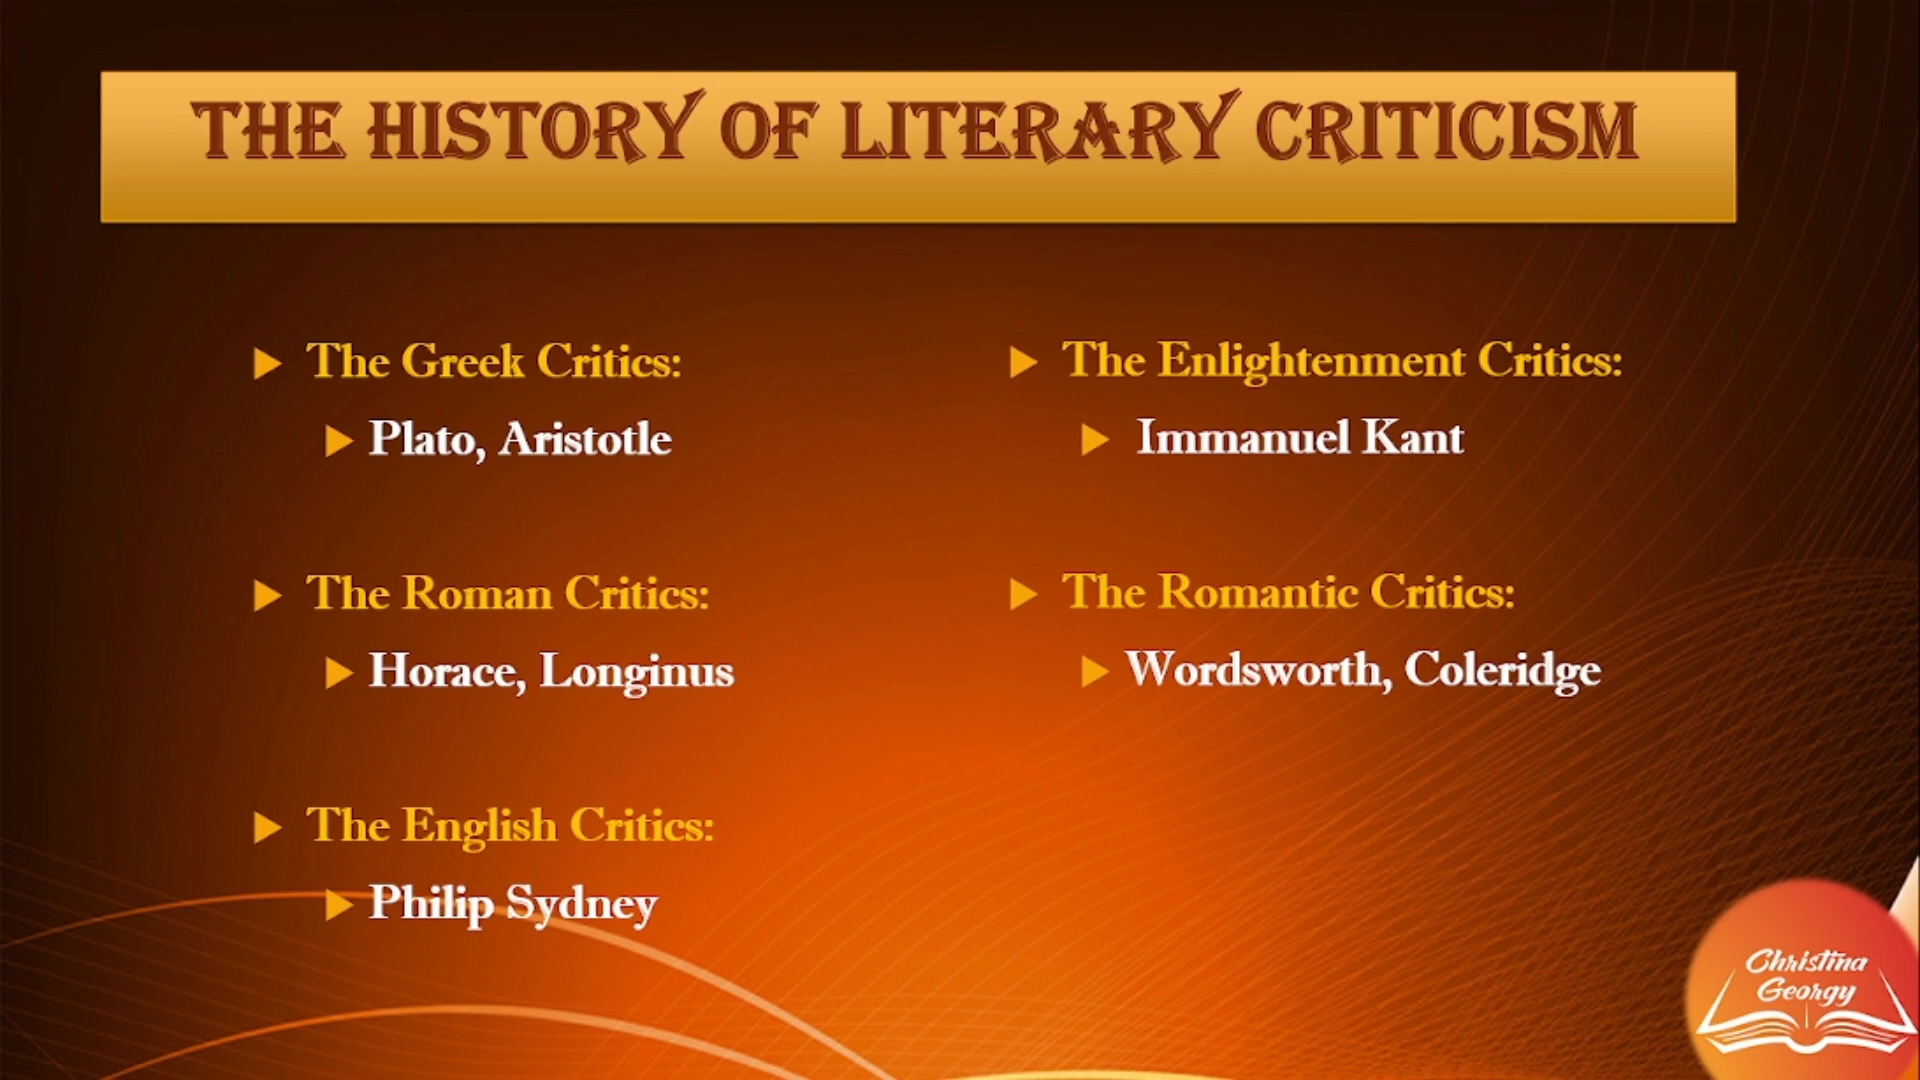 THE HISTORY OF LITERARY CRITICISM
The Greek Critics:
Plato, Aristotle
The Roman Critics:
Horace, Longinus
The English Critics:
Philip Sydney
The Enlightenment Critics:
Immanuel Kant
The Romantic Critics:
Wordsworth, Coleridge
Christina
Georgy